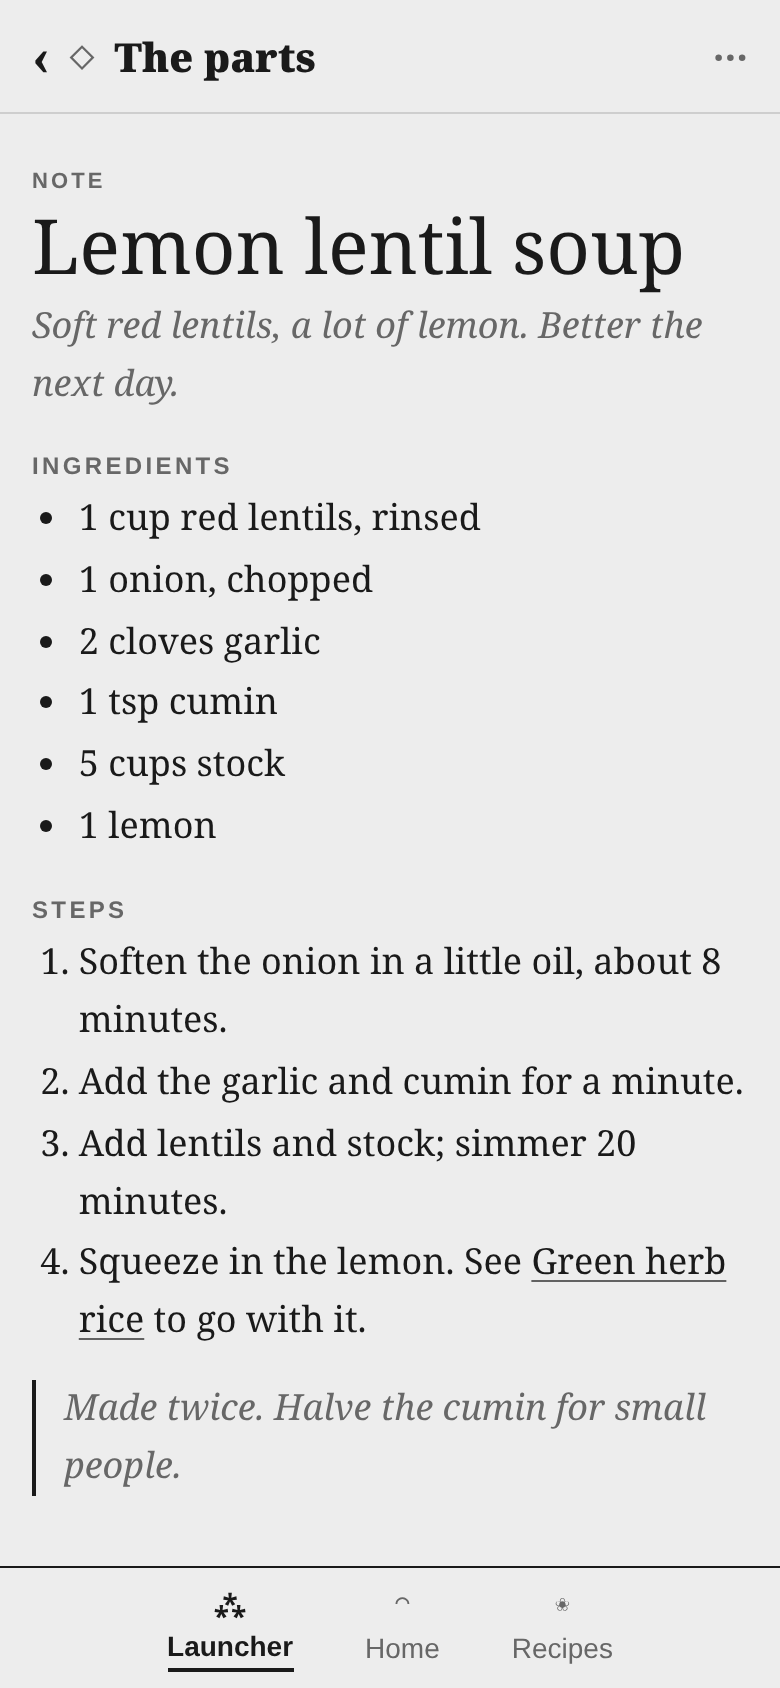 ‹ ◇ The parts ···
NOTE
Lemon lentil soup
Soft red lentils, a lot of lemon. Better the
next day.
INGREDIENTS
• 1 cup red lentils, rinsed
• 1 onion, chopped
• 2 cloves garlic
• 1 tsp cumin
• 5 cups stock
• 1 lemon
STEPS
1. Soften the onion in a little oil, about 8
minutes.
2. Add the garlic and cumin for a minute.
3. Add lentils and stock; simmer 20
minutes.
4. Squeeze in the lemon. See Green herb
rice to go with it.
Made twice. Halve the cumin for small
people.
Launcher Home Recipes